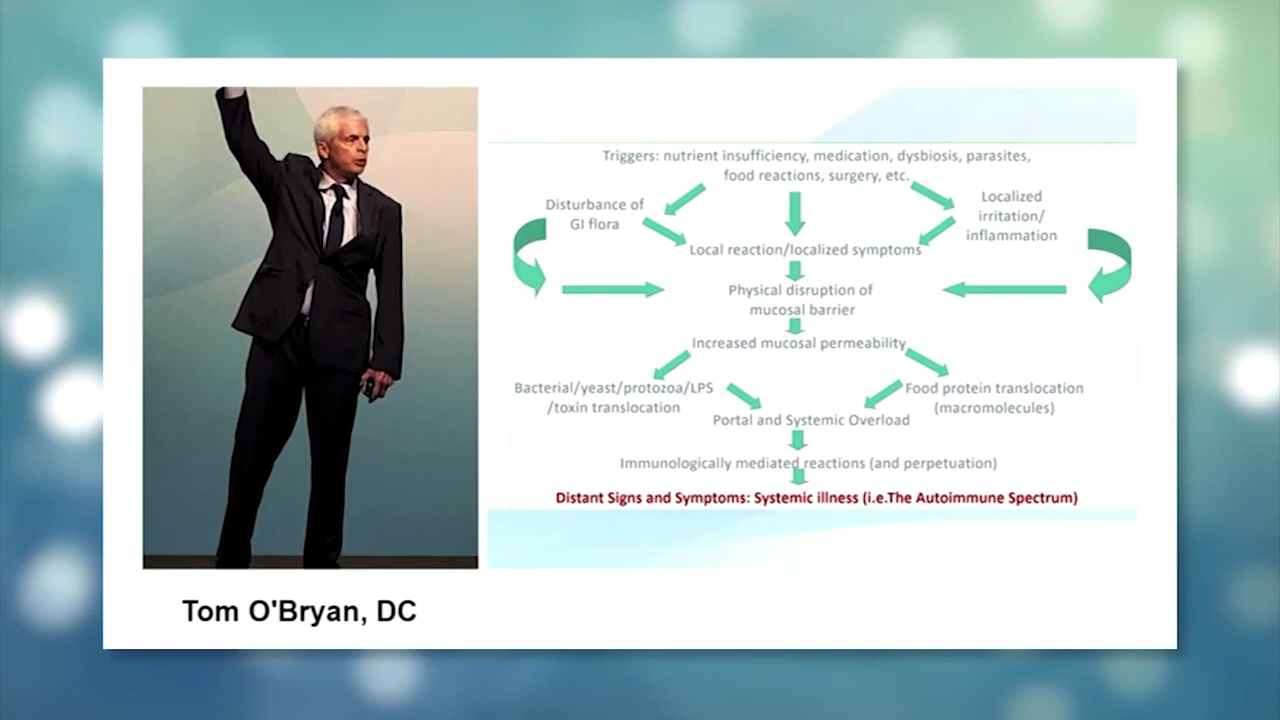 Triggers: nutrient insufficiency, medication, dysbiosis, parasites,
food reactions, surgery, etc.
Disturbance of
GI flora
Localized
irritation/
inflammation
Local reaction/localized symptoms
Physical disruption of
mucosal barrier
Increased mucosal permeability
Bacterial/yeast/protozoa/LPS
/toxin translocation
Food protein translocation
(macromolecules)
Portal and Systemic Overload
Immunologically mediated reactions (and perpetuation)
Distant Signs and Symptoms: Systemic illness (i.e.The Autoimmune Spectrum)
Tom O'Bryan, DC